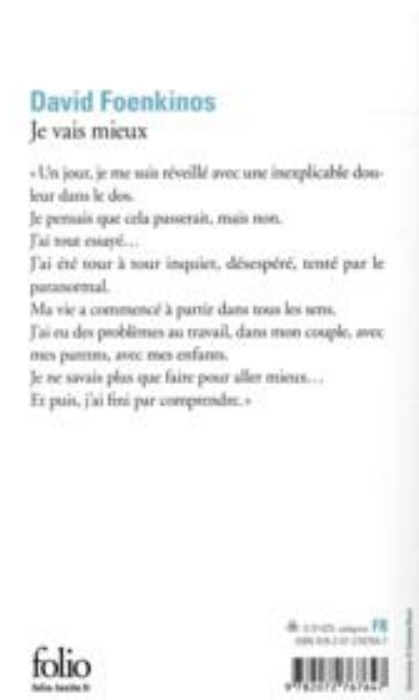 David Foenkinos
Je vais mieux
« Un jour, je me suis réveillé avec une inexplicable dou-
leur dans le dos.
Je pensais que cela passerait, mais non.
J'ai tout essayé…
J'ai été tour à tour inquiet, désespéré, tenté par le
paranormal.
Ma vie a commencé à partir dans tous les sens.
J'ai eu des problèmes au travail, dans mon couple, avec
mes parents, avec mes enfants.
Je ne savais plus que faire pour aller mieux…
Et puis, j'ai fini par comprendre. »
catégorie F8
ISBN
folio
folio-lesite.fr